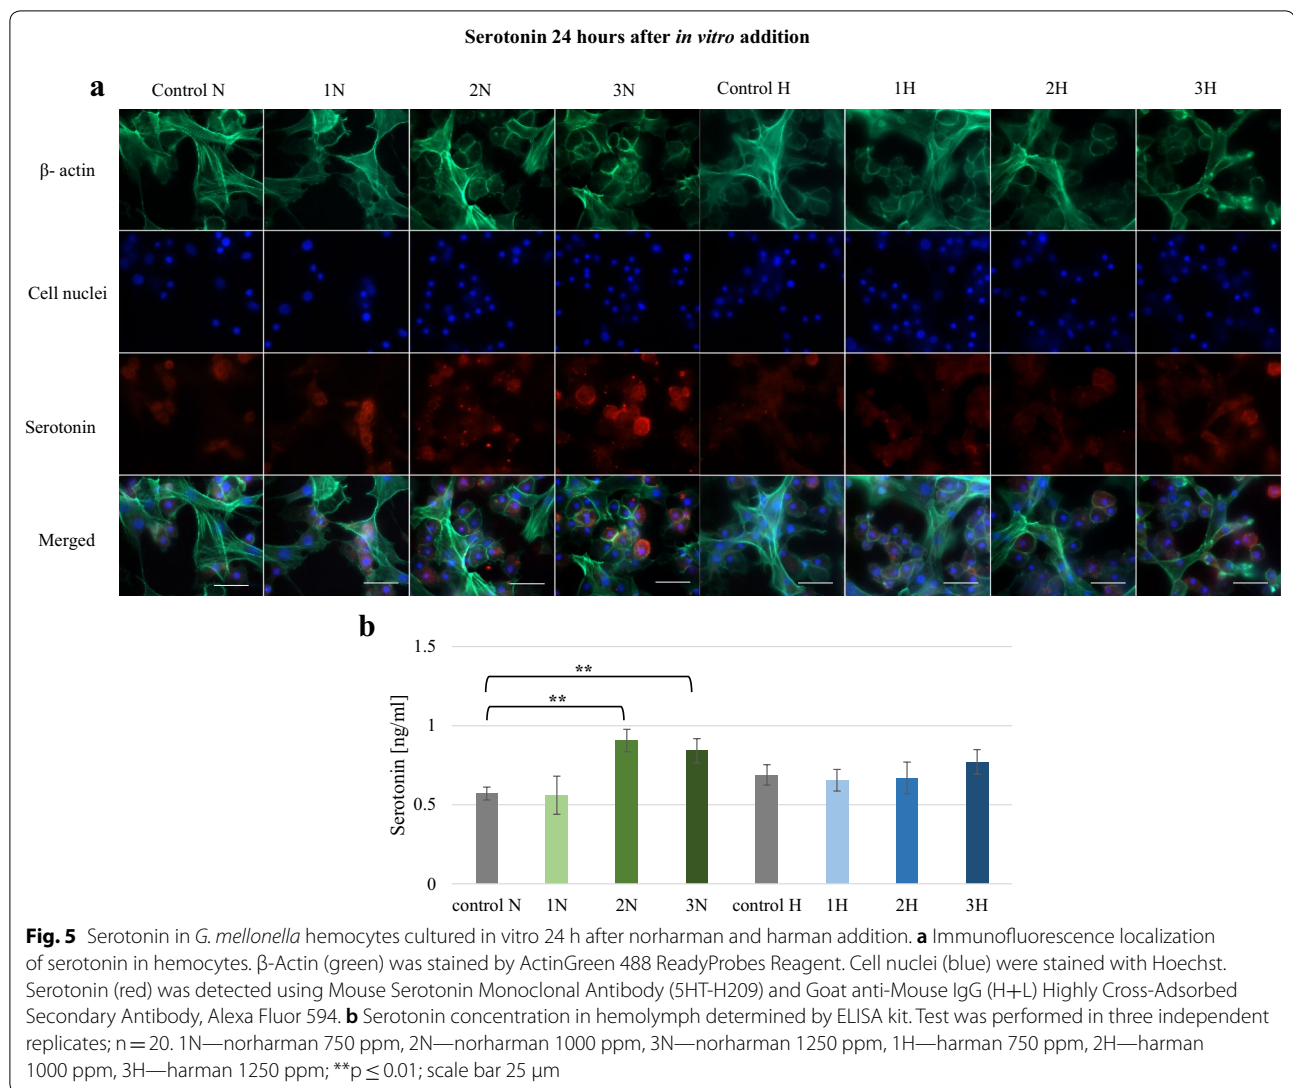 Serotonin 24 hours after in vitro addition
a
Control N 1N 2N 3N Control H 1H 2H 3H
β- actin
Cell nuclei
Serotonin
Merged
b
1.5
1
0.5
0
Serotonin [ng/ml]
**
**
control N 1N 2N 3N control H 1H 2H 3H
Fig. 5 Serotonin in G. mellonella hemocytes cultured in vitro 24 h after norharman and harman addition. a Immunofluorescence localization
of serotonin in hemocytes. β-Actin (green) was stained by ActinGreen 488 ReadyProbes Reagent. Cell nuclei (blue) were stained with Hoechst.
Serotonin (red) was detected using Mouse Serotonin Monoclonal Antibody (5HT-H209) and Goat anti-Mouse IgG (H+L) Highly Cross-Adsorbed
Secondary Antibody, Alexa Fluor 594. b Serotonin concentration in hemolymph determined by ELISA kit. Test was performed in three independent
replicates; n = 20. 1N—norharman 750 ppm, 2N—norharman 1000 ppm, 3N—norharman 1250 ppm, 1H—harman 750 ppm, 2H—harman
1000 ppm, 3H—harman 1250 ppm; **p ≤ 0.01; scale bar 25 μm